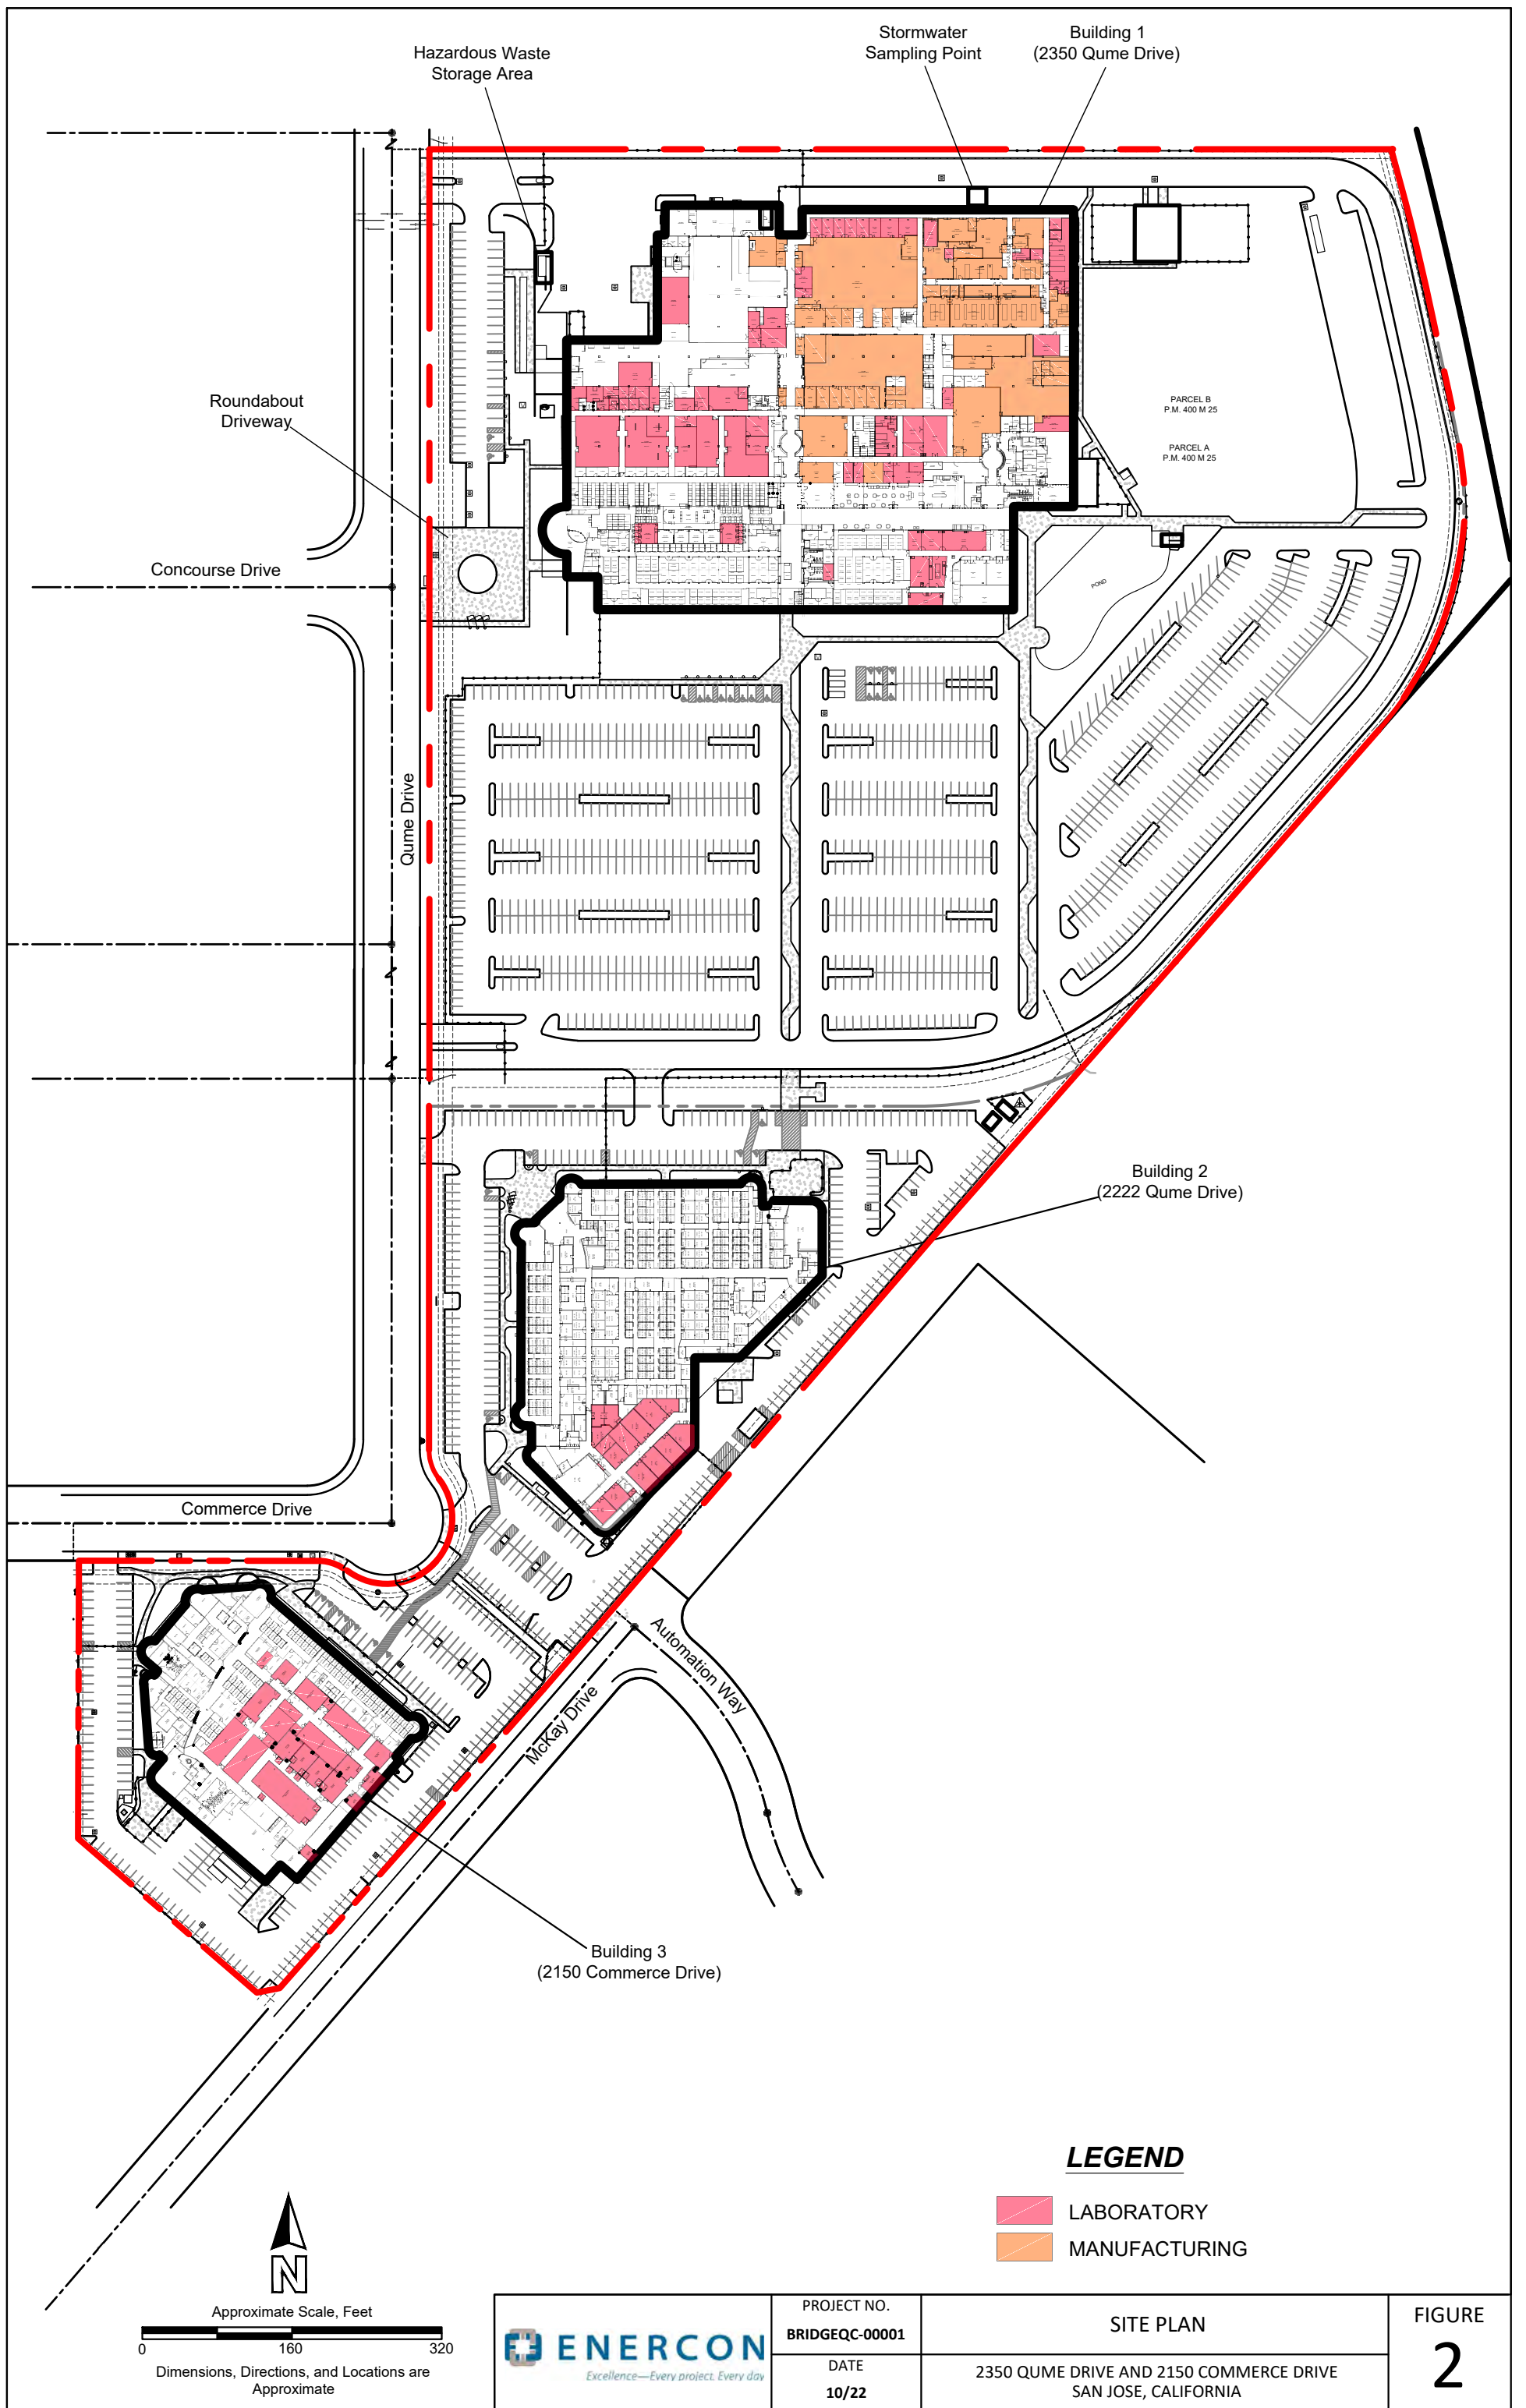 Hazardous Waste
Storage Area
Stormwater
Sampling Point
Building 1
(2350 Qume Drive)
Roundabout
Driveway
PARCEL B
P.M. 400 M 25
PARCEL A
P.M. 400 M 25
Concourse Drive
POND
Qume Drive
Building 2
(2222 Qume Drive)
Commerce Drive
Automation Way
McKay Drive
Building 3
(2150 Commerce Drive)
LEGEND
LABORATORY
MANUFACTURING
N
Approximate Scale, Feet
0 160 320
Dimensions, Directions, and Locations are
Approximate
ENERCON
Excellence—Every project. Every day
PROJECT NO.
BRIDGEQC-00001
DATE
10/22
SITE PLAN
2350 QUME DRIVE AND 2150 COMMERCE DRIVE
SAN JOSE, CALIFORNIA
FIGURE
2